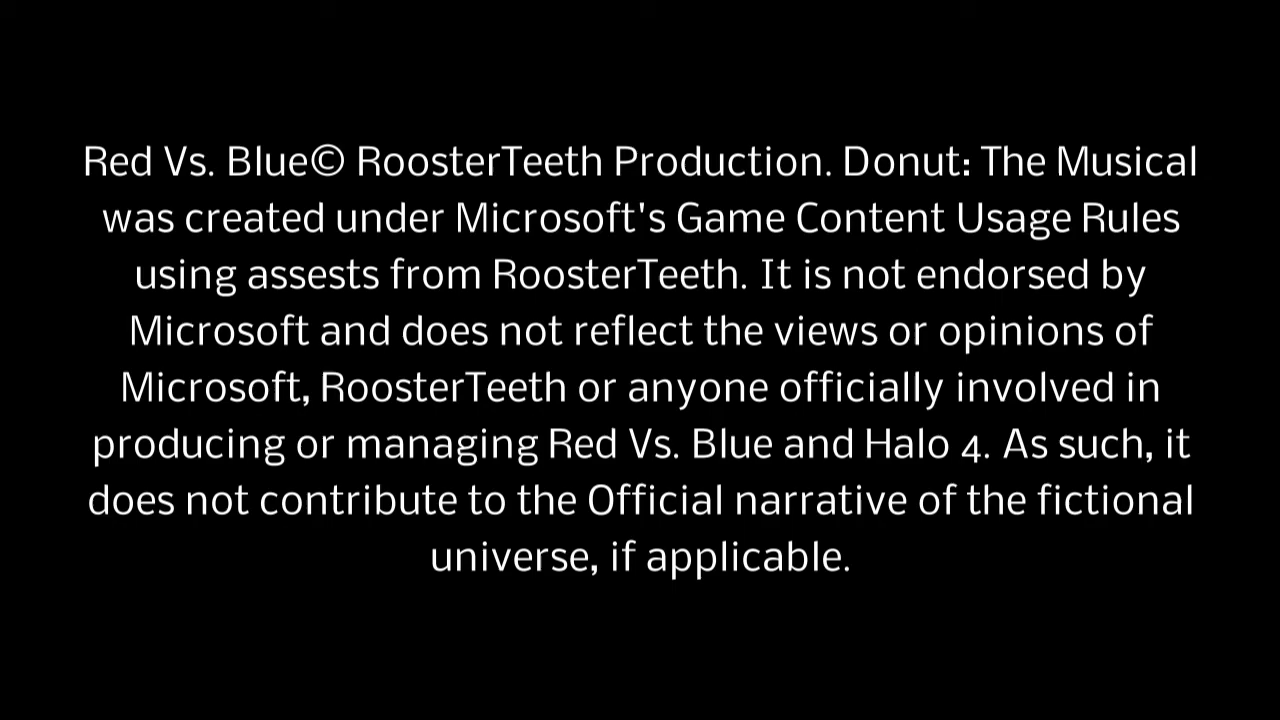 Red Vs. Blue© RoosterTeeth Production. Donut: The Musical
was created under Microsoft's Game Content Usage Rules
using assests from RoosterTeeth. It is not endorsed by
Microsoft and does not reflect the views or opinions of
Microsoft, RoosterTeeth or anyone officially involved in
producing or managing Red Vs. Blue and Halo 4. As such, it
does not contribute to the Official narrative of the fictional
universe, if applicable.